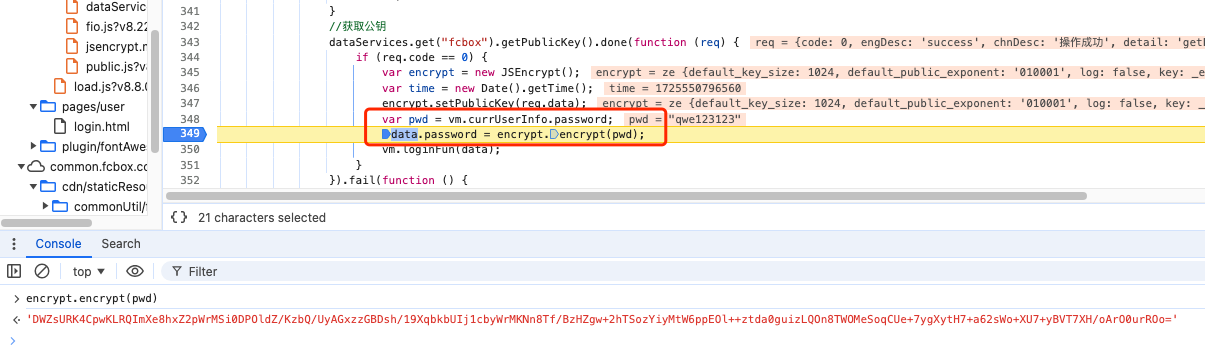 dataServices
fio.js?v8.22
jsencrypt.m
public.js?va
load.js?v8.8.0
pages/user
login.html
plugin/fontAwes
common.fcbox.co
cdn/staticResou
commonUtil/
341 }
342 //获取公钥
343 dataServices.get("fcbox").getPublicKey().done(function (req) { req = {code: 0, engDesc: 'success', chnDesc: '操作成功', detail: 'getP
344 if (req.code == 0) {
345 var encrypt = new JSEncrypt(); encrypt = ze {default_key_size: 1024, default_public_exponent: '010001', log: false, key: _e
346 var time = new Date().getTime(); time = 1725550796560
347 encrypt.setPublicKey(req.data); encrypt = ze {default_key_size: 1024, default_public_exponent: '010001', log: false, key: _
348 var pwd = vm.currUserInfo.password; pwd = "qwe123123"
349 data.password = encrypt.encrypt(pwd);
350 vm.loginFun(data);
351 }
352 }).fail(function () {
{} 21 characters selected
Console Search
top ▼ Filter
> encrypt.encrypt(pwd)
'DWZsURK4CpwKLRQImXe8hxZ2pWrMSi0DPOldZ/KzbQ/UyAGxzzGBDsh/19XqbkbUIj1cbyWrMKNn8Tf/BzHZgw+2hTSozYiyMtW6ppEOl++ztda0guizLQOn8TWOMeSoqCUe+7ygXytH7+a62sWo+XU7+yBVT7XH/oArO0urROo='
>